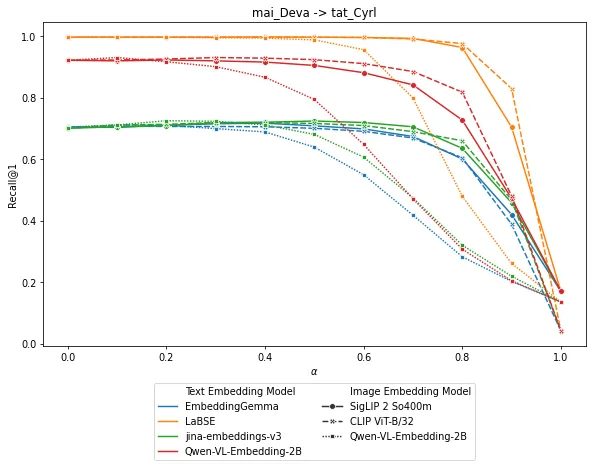 mai_Deva -> tat_Cyrl
1.0
0.8
0.6
0.4
0.2
0.0
Recall@1
0.0 0.2 0.4 0.6 0.8 1.0
α
Text Embedding Model
EmbeddingGemma
LaBSE
jina-embeddings-v3
Qwen-VL-Embedding-2B
Image Embedding Model
SigLIP 2 So400m
CLIP ViT-B/32
Qwen-VL-Embedding-2B